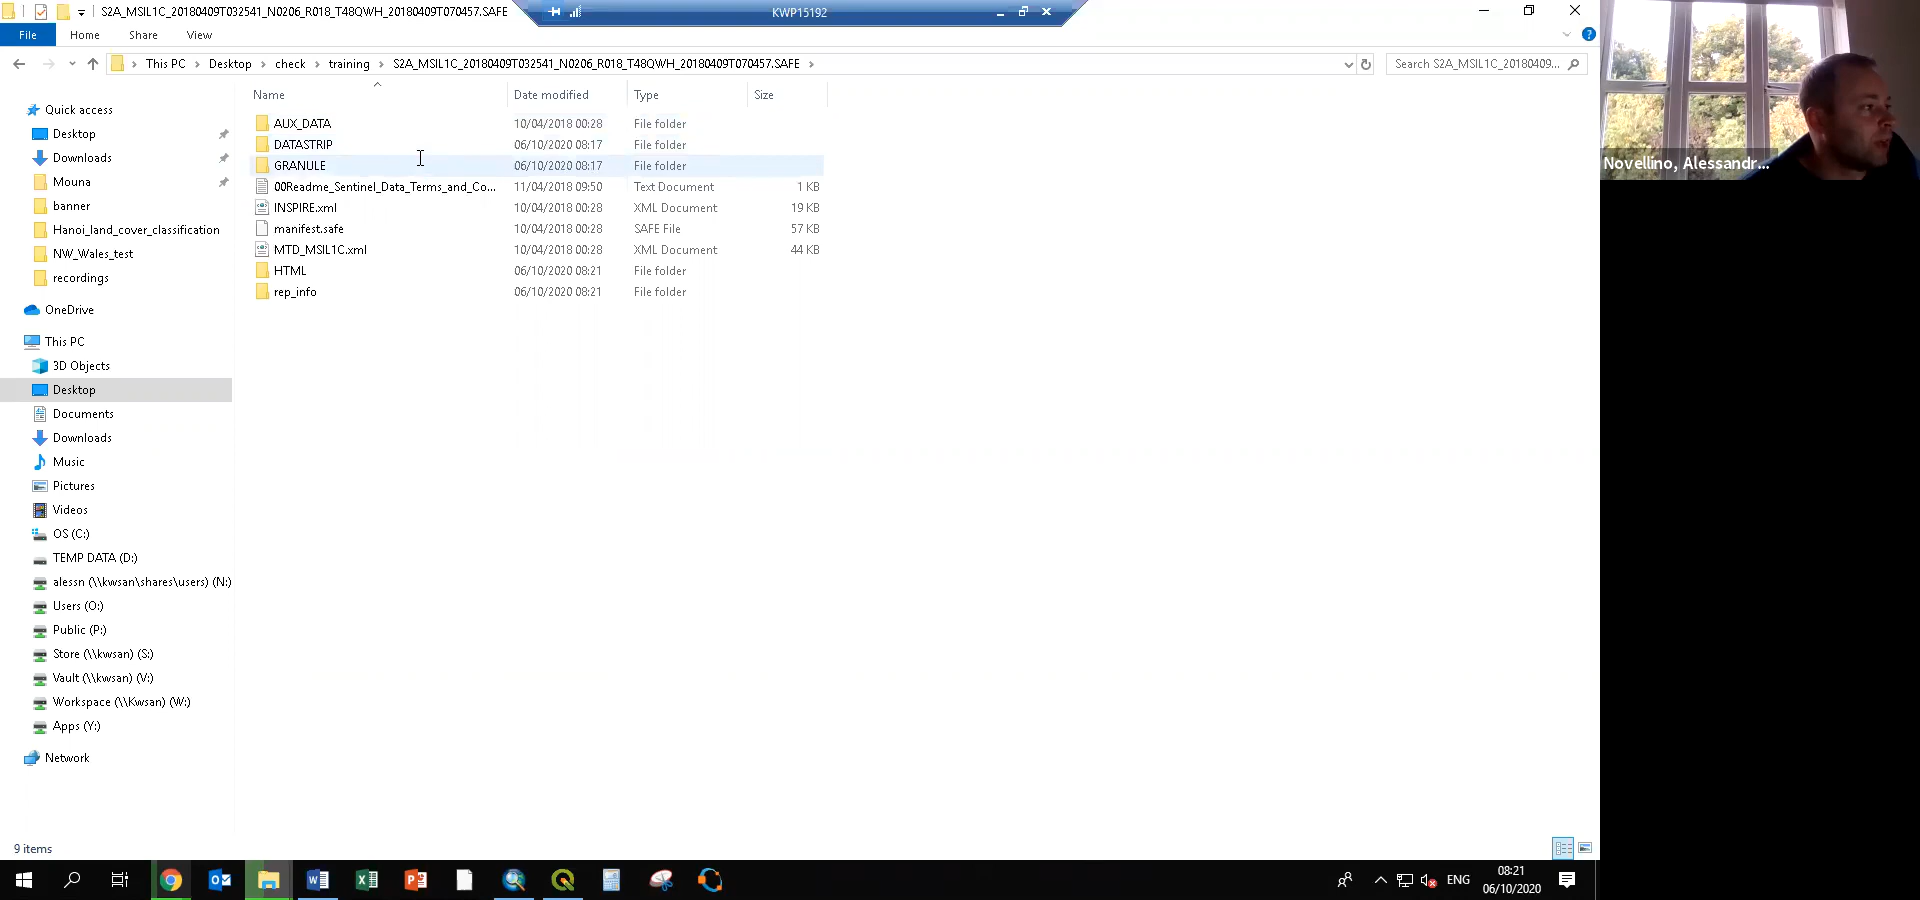 S2A_MSIL1C_20180409T032541_N0206_R018_T48QWH_20180409T070457.SAFE
KWP15192
File Home Share View
This PC Desktop check training S2A_MSIL1C_20180409T032541_N0206_R018_T48QWH_20180409T070457.SAFE
Search S2A_MSIL1C_20180409...
Name Date modified Type Size
AUX_DATA 10/04/2018 00:28 File folder
DATASTRIP 06/10/2020 08:17 File folder
GRANULE 06/10/2020 08:17 File folder
00Readme_Sentinel_Data_Terms_and_Co... 11/04/2018 09:50 Text Document 1 KB
INSPIRE.xml 10/04/2018 00:28 XML Document 19 KB
manifest.safe 10/04/2018 00:28 SAFE File 57 KB
MTD_MSIL1C.xml 10/04/2018 00:28 XML Document 44 KB
HTML 06/10/2020 08:21 File folder
rep_info 06/10/2020 08:21 File folder
Quick access
Desktop
Downloads
Mouna
banner
Hanoi_land_cover_classification
NW_Wales_test
recordings
OneDrive
This PC
3D Objects
Desktop
Documents
Downloads
Music
Pictures
Videos
OS (C:)
TEMP DATA (D:)
alessn (\\kwsan\shares\users) (N:)
Users (O:)
Public (P:)
Store (\\kwsan) (S:)
Vault (\\kwsan) (V:)
Workspace (\\Kwsan) (W:)
Apps (Y:)
Network
9 items
Novellino, Alessandr...
ENG
08:21
06/10/2020